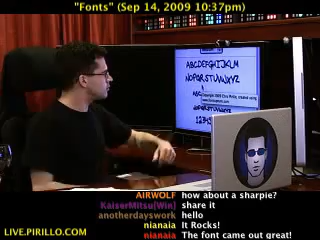 "Fonts" (Sep 14, 2009 10:37pm)
ABCDEFGHIJKLM
NOPQRSTUVWXYZ
LIVE.PIRILLO.COM
AIRWOLF how about a sharpie?
KaiserMitsu[Win] share it
anotherdayswork hello
nianaia It Rocks!
nianaia The font came out great!